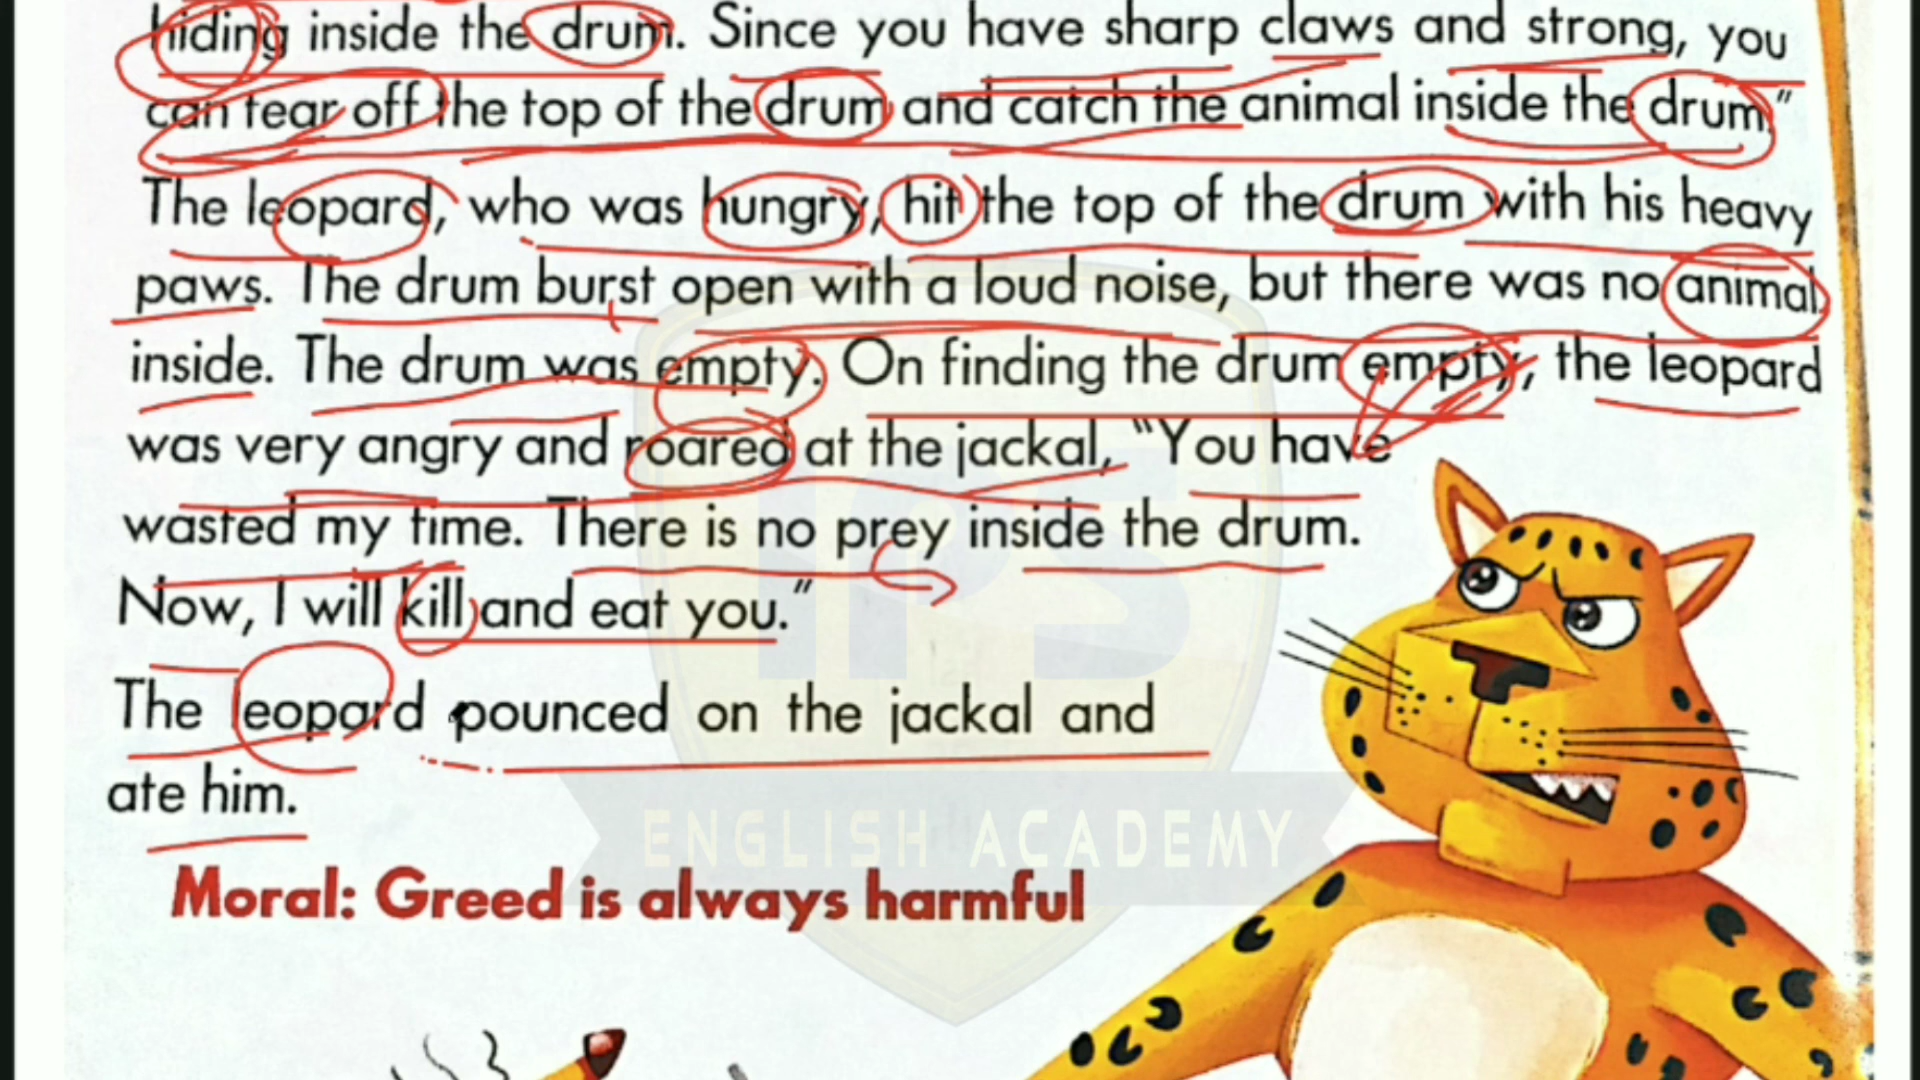 hiding inside the drum. Since you have sharp claws and strong, you
can tear off the top of the drum and catch the animal inside the drum."
The leopard, who was hungry, hit the top of the drum with his heavy
paws. The drum burst open with a loud noise, but there was no animal
inside. The drum was empty. On finding the drum empty, the leopard
was very angry and roared at the jackal, "You have
wasted my time. There is no prey inside the drum.
Now, I will kill and eat you."
The leopard pounced on the jackal and
ate him.
Moral: Greed is always harmful
IPS
ENGLISH ACADEMY